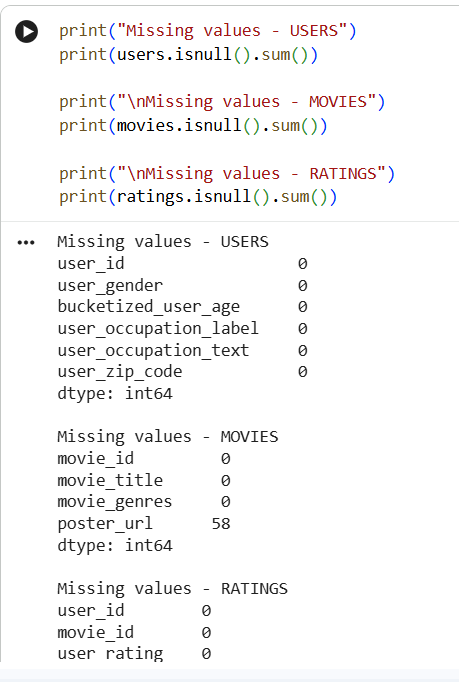 print("Missing values - USERS")
print(users.isnull().sum())
print("\nMissing values - MOVIES")
print(movies.isnull().sum())
print("\nMissing values - RATINGS")
print(ratings.isnull().sum())
Missing values - USERS
user_id 0
user_gender 0
bucketized_user_age 0
user_occupation_label 0
user_occupation_text 0
user_zip_code 0
dtype: int64
Missing values - MOVIES
movie_id 0
movie_title 0
movie_genres 0
poster_url 58
dtype: int64
Missing values - RATINGS
user_id 0
movie_id 0
user_rating 0